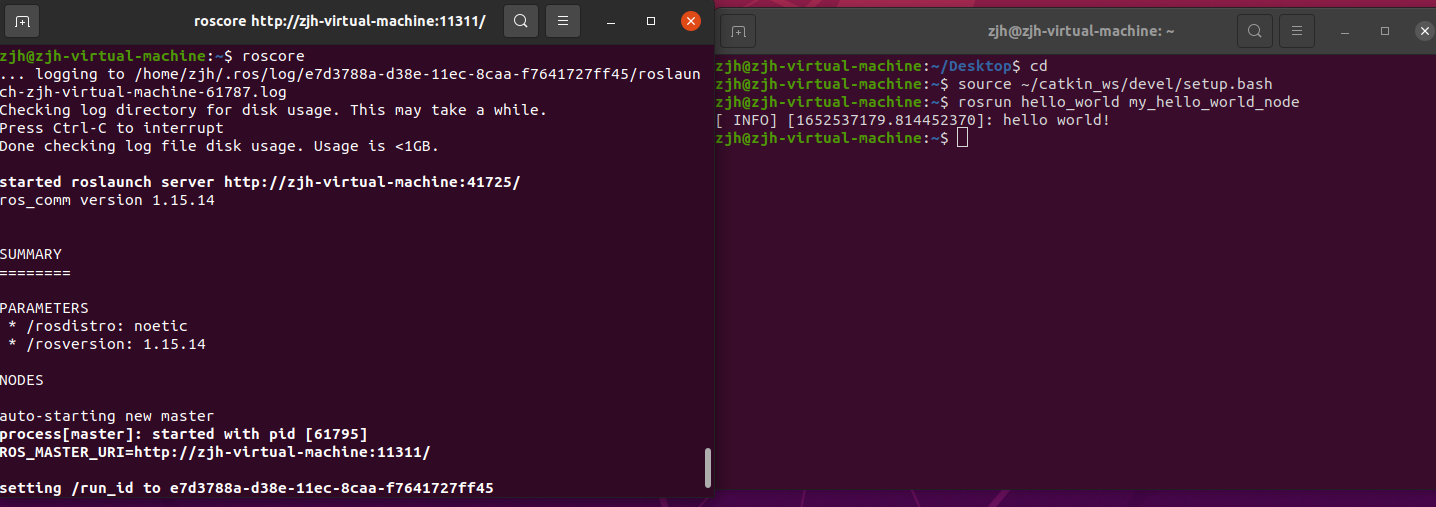 roscore http://zjh-virtual-machine:11311/
zjh@zjh-virtual-machine:~$ roscore
... logging to /home/zjh/.ros/log/e7d3788a-d38e-11ec-8caa-f7641727ff45/roslaun
ch-zjh-virtual-machine-61787.log
Checking log directory for disk usage. This may take a while.
Press Ctrl-C to interrupt
Done checking log file disk usage. Usage is <1GB.
started roslaunch server http://zjh-virtual-machine:41725/
ros_comm version 1.15.14
SUMMARY
========
PARAMETERS
 * /rosdistro: noetic
 * /rosversion: 1.15.14
NODES
auto-starting new master
process[master]: started with pid [61795]
ROS_MASTER_URI=http://zjh-virtual-machine:11311/
setting /run_id to e7d3788a-d38e-11ec-8caa-f7641727ff45
zjh@zjh-virtual-machine: ~
zjh@zjh-virtual-machine:~/Desktop$ cd
zjh@zjh-virtual-machine:~$ source ~/catkin_ws/devel/setup.bash
zjh@zjh-virtual-machine:~$ rosrun hello_world my_hello_world_node
[ INFO] [1652537179.814452370]: hello world!
zjh@zjh-virtual-machine:~$